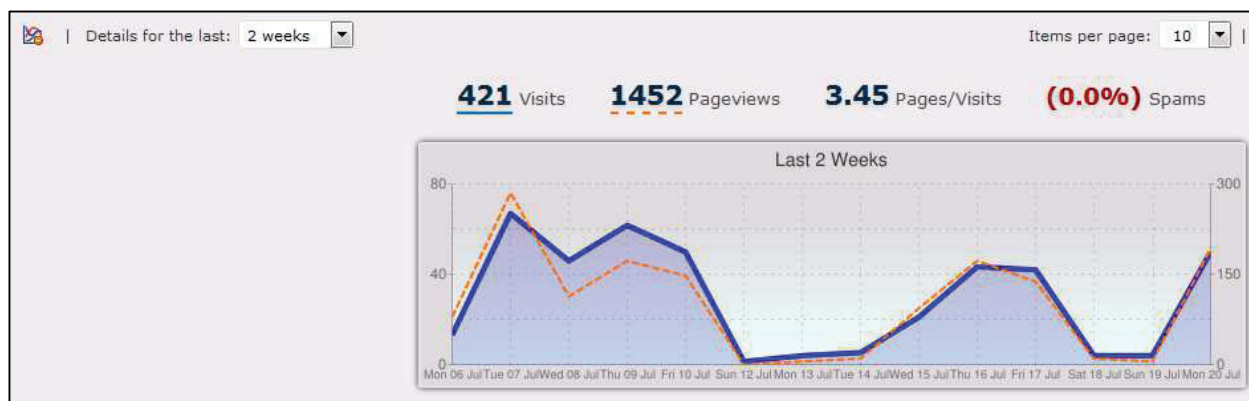 | Details for the last: 2 weeks Items per page: 10 |
421 Visits 1452 Pageviews 3.45 Pages/Visits (0.0%) Spams
Last 2 Weeks
80 300
40 150
0 0
Mon 06 Jul Tue 07 Jul Wed 08 Jul Thu 09 Jul Fri 10 Jul Sun 12 Jul Mon 13 Jul Tue 14 Jul Wed 15 Jul Thu 16 Jul Fri 17 Jul Sat 18 Jul Sun 19 Jul Mon 20 Jul